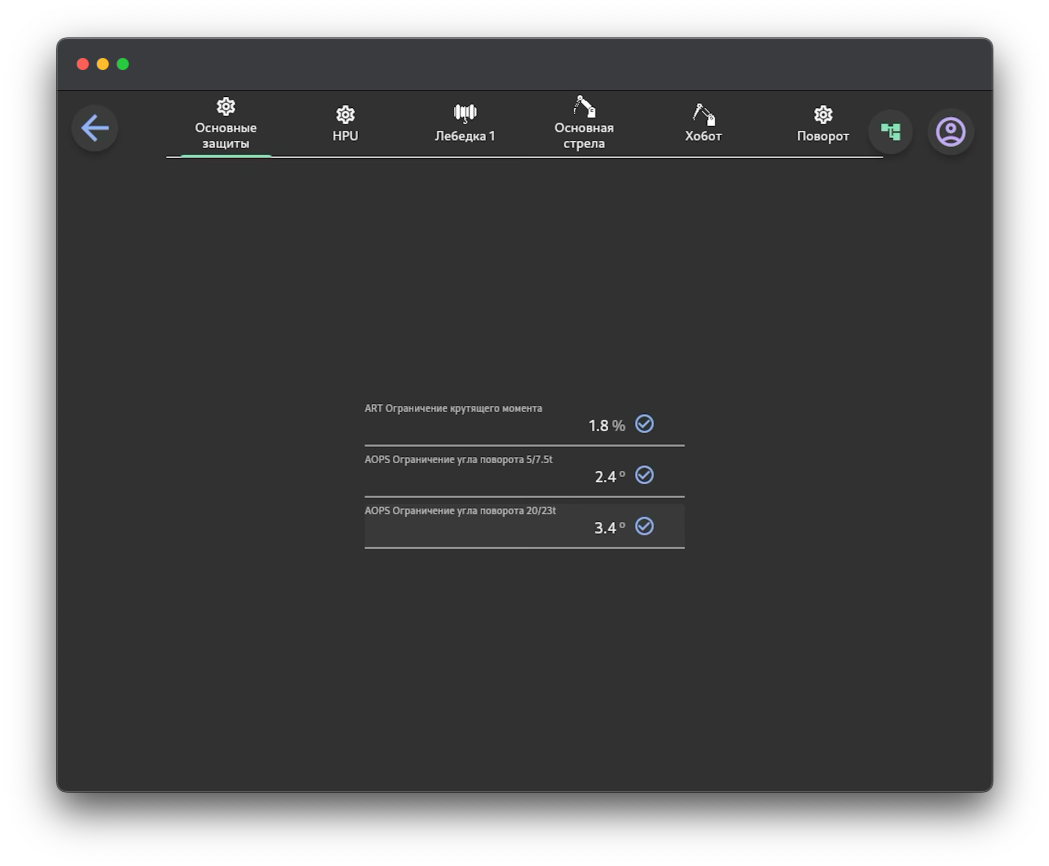 Основные
защиты
HPU
Лебедка 1
Основная
стрела
Хобот
Поворот
ART Ограничение крутящего момента
1.8 %
AOPS Ограничение угла поворота 5/7.5t
2.4 º
AOPS Ограничение угла поворота 20/23t
3.4 º